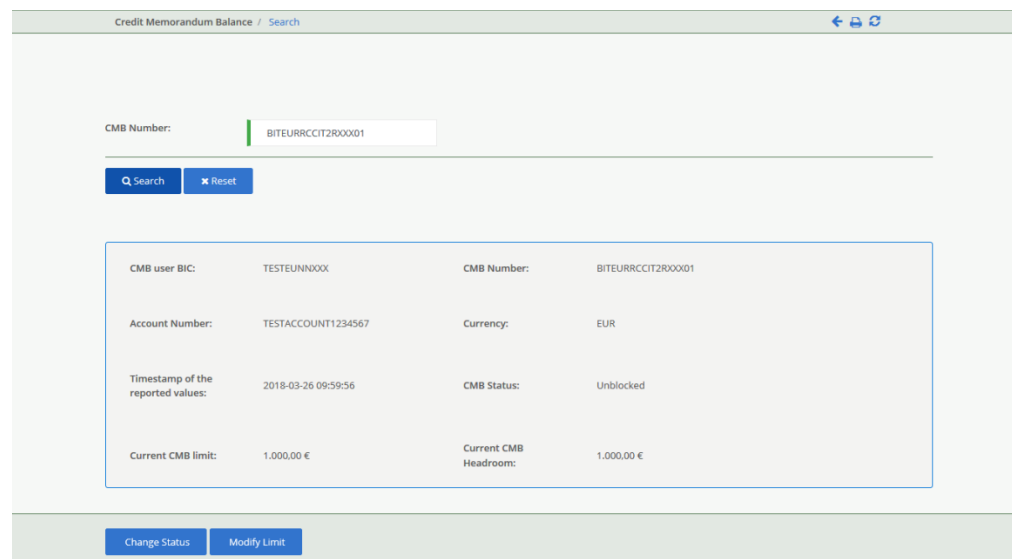 Credit Memorandum Balance / Search
CMB Number: BITEURRCCIT2RXXX01
Search Reset
CMB user BIC: TESTEUNNXXX CMB Number: BITEURRCCIT2RXXX01
Account Number: TESTACCOUNT1234567 Currency: EUR
Timestamp of the
reported values: 2018-03-26 09:59:56 CMB Status: Unblocked
Current CMB limit: 1.000,00 € Current CMB
Headroom: 1.000,00 €
Change Status Modify Limit